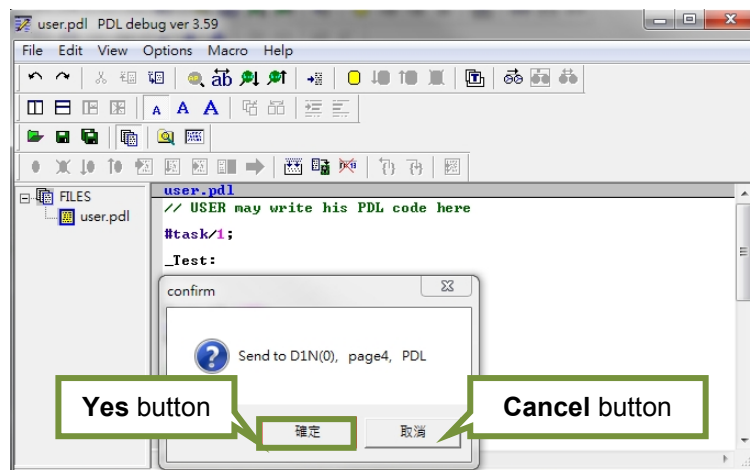 user.pdl PDL debug ver 3.59
File Edit View Options Macro Help
FILES
user.pdl
user.pdl
// USER may write his PDL code here
#task/1;
_Test:
confirm
Send to D1N(0), page4, PDL
Yes button
Cancel button
確定
取消